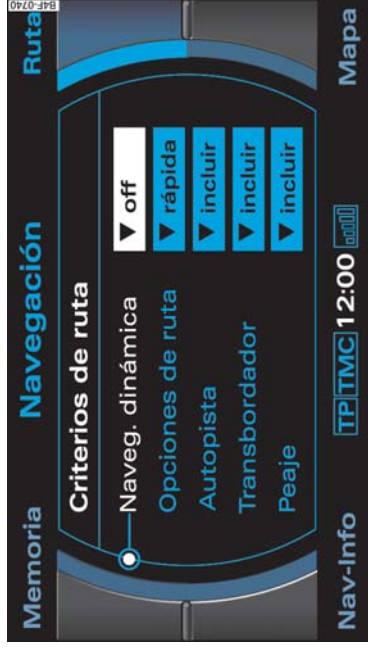 B4F-0740
Memoria Navegación Ruta
Criterios de ruta
Naveg. dinámica ▼ off
Opciones de ruta ▼ rápida
Autopista ▼ incluir
Transbordador ▼ incluir
Peaje ▼ incluir
Nav-Info TP TMC 12:00 Mapa